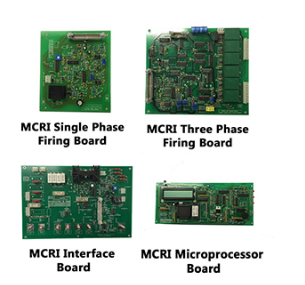 MCRI Single Phase
Firing Board
MCRI Three Phase
Firing Board
MCRI Interface
Board
MCRI Microprocessor
Board